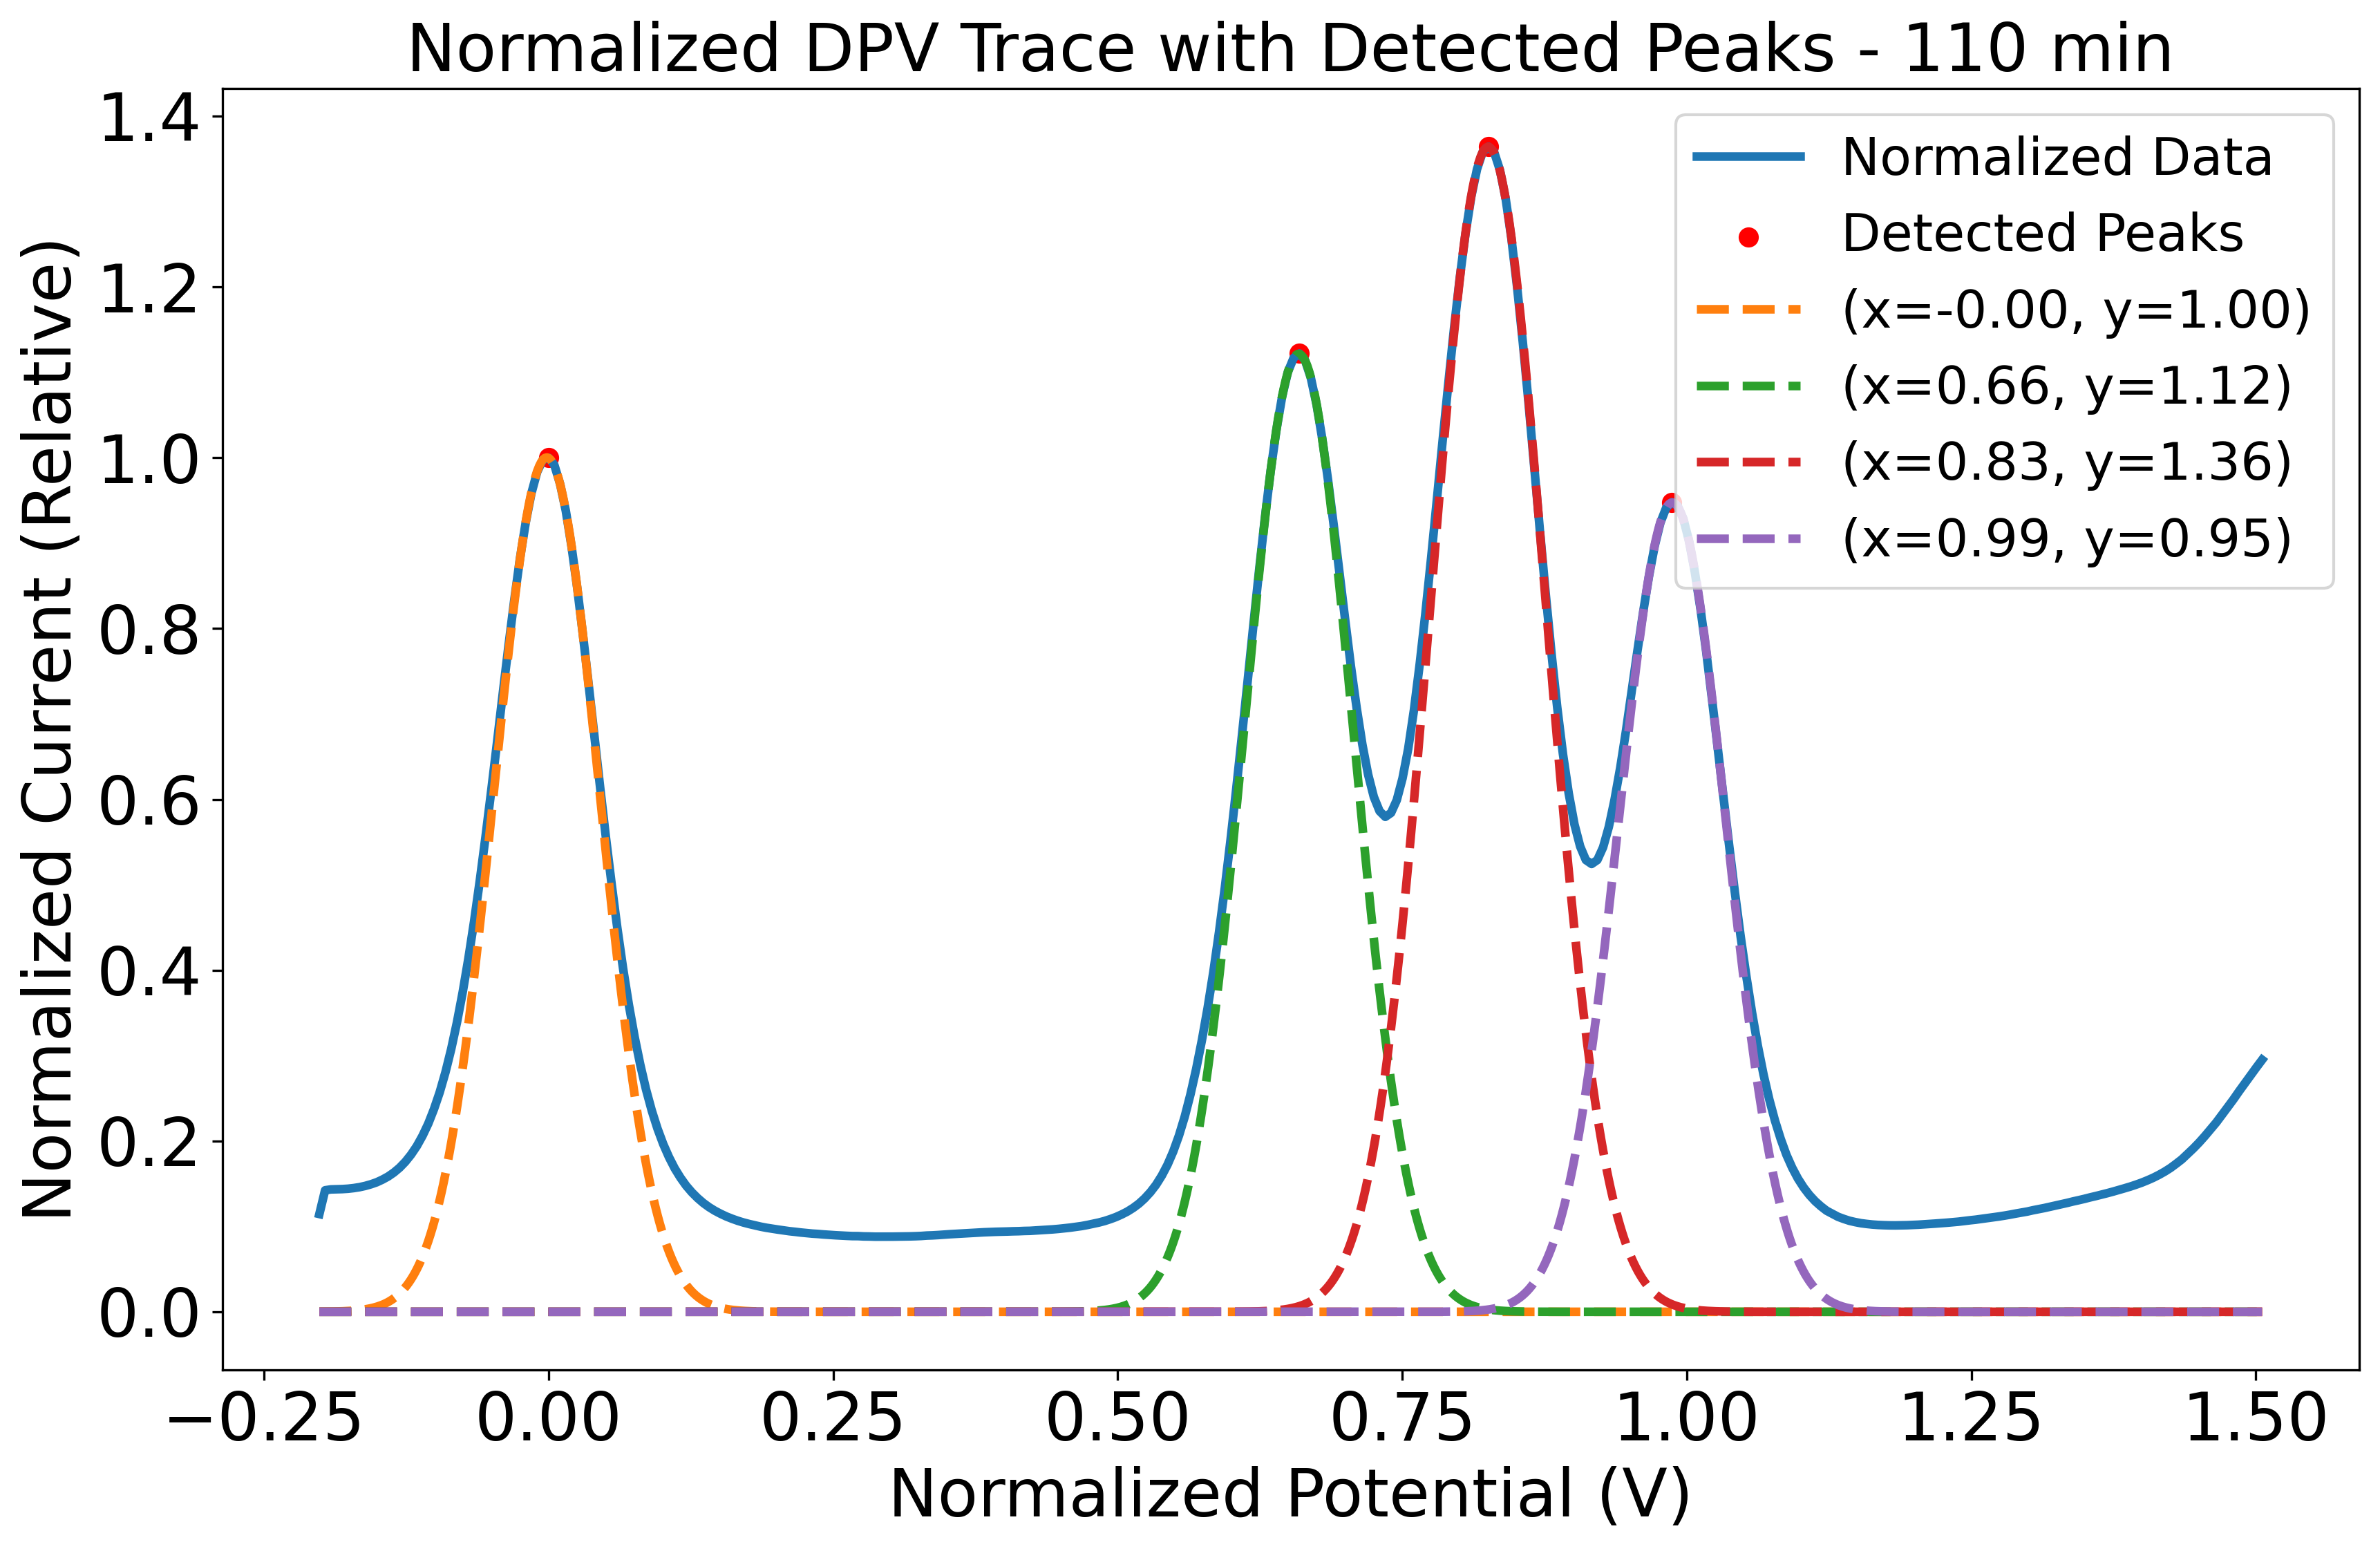 Normalized DPV Trace with Detected Peaks - 110 min
Normalized Current (Relative)
1.4
1.2
1.0
0.8
0.6
0.4
0.2
0.0
Normalized Data
Detected Peaks
(x=-0.00, y=1.00)
(x=0.66, y=1.12)
(x=0.83, y=1.36)
(x=0.99, y=0.95)
−0.25 0.00 0.25 0.50 0.75 1.00 1.25 1.50
Normalized Potential (V)